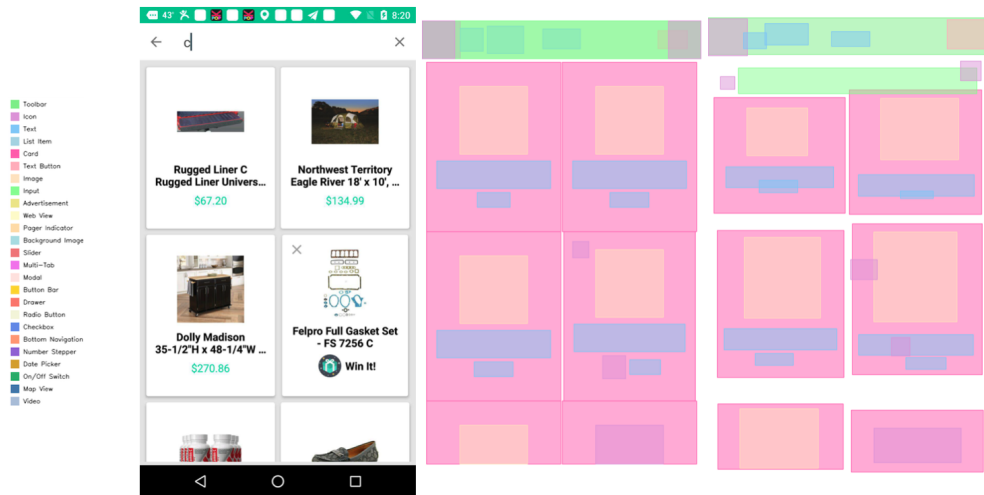 Toolbar
Icon
Text
List Item
Card
Text Button
Image
Input
Advertisement
Web View
Pager Indicator
Background Image
Slider
Multi-Tab
Modal
Button Bar
Drawer
Radio Button
Checkbox
Bottom Navigation
Number Stepper
Date Picker
On/Off Switch
Map View
Video
43° 8:20
c
Rugged Liner C
Rugged Liner Univers...
$67.20
Northwest Territory
Eagle River 18' x 10', ...
$134.99
Dolly Madison
35-1/2"H x 48-1/4"W ...
$270.86
Felpro Full Gasket Set
- FS 7256 C
Win It!